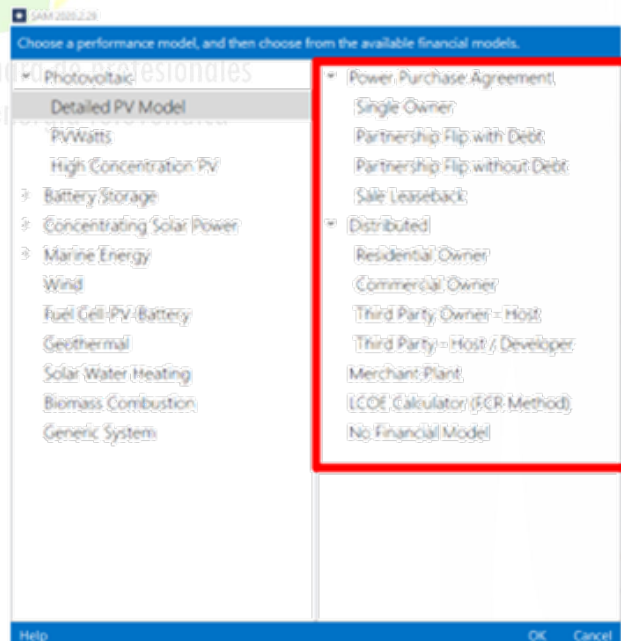 SAM 2020.2.29
Choose a performance model, and then choose from the available financial models.
Photovoltaic
Detailed PV Model
PVWatts
High Concentration PV
Battery Storage
Concentrating Solar Power
Marine Energy
Wind
Fuel Cell-PV-Battery
Geothermal
Solar Water Heating
Biomass Combustion
Generic System
Power Purchase Agreement
Single Owner
Partnership Flip with Debt
Partnership Flip without Debt
Sale Leaseback
Distributed
Residential Owner
Commercial Owner
Third Party Owner - Host
Third Party - Host / Developer
Merchant Plant
LCOE Calculator (FCR Method)
No Financial Model
Help
OK Cancel